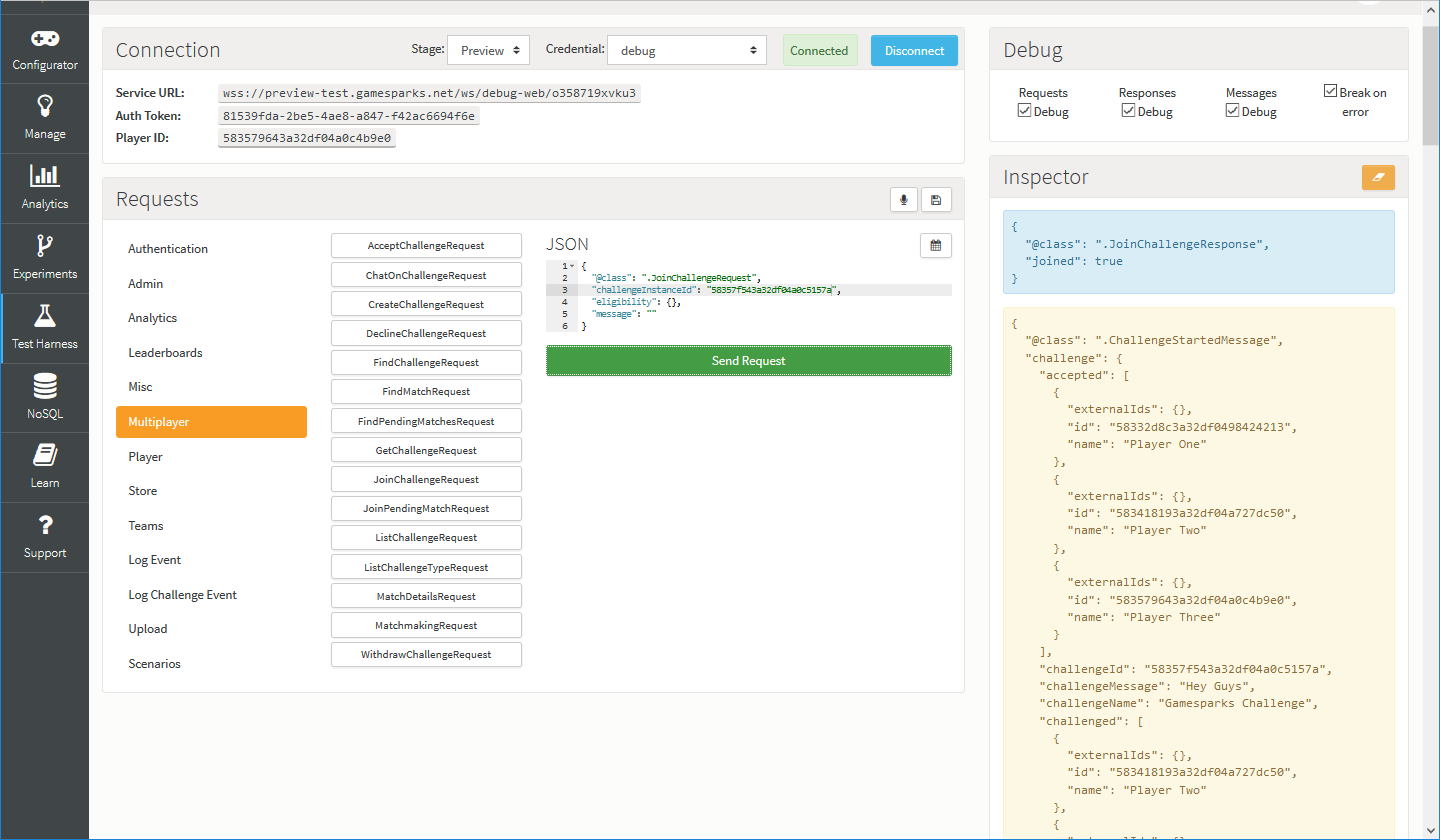 Configurator
Manage
Analytics
Experiments
Test Harness
NoSQL
Learn
?
Support
Connection
Stage: Preview Credential: debug Connected Disconnect
Service URL: wss://preview-test.gamesparks.net/ws/debug-web/o358719xvku3
Auth Token: 81539fda-2be5-4ae8-a847-f42ac6694f6e
Player ID: 583579643a32df04a0c4b9e0
Requests
Authentication
Admin
Analytics
Leaderboards
Misc
Multiplayer
Player
Store
Teams
Log Event
Log Challenge Event
Upload
Scenarios
AcceptChallengeRequest
ChatOnChallengeRequest
CreateChallengeRequest
DeclineChallengeRequest
FindChallengeRequest
FindMatchRequest
FindPendingMatchesRequest
GetChallengeRequest
JoinChallengeRequest
JoinPendingMatchRequest
ListChallengeRequest
ListChallengeTypeRequest
MatchDetailsRequest
MatchmakingRequest
WithdrawChallengeRequest
JSON
1 {
2 "@class": ".JoinChallengeRequest",
3 "challengeInstanceId": "58357f543a32df04a0c5157a",
4 "eligibility": {},
5 "message": ""
6 }
Send Request
Debug
Requests Responses Messages
Debug Debug Debug
Break on
error
Inspector
{
"@class": ".JoinChallengeResponse",
"joined": true
}
{
"@class": ".ChallengeStartedMessage",
"challenge": {
"accepted": [
{
"externalIds": {},
"id": "58332d8c3a32df0498424213",
"name": "Player One"
},
{
"externalIds": {},
"id": "583418193a32df04a727dc50",
"name": "Player Two"
},
{
"externalIds": {},
"id": "583579643a32df04a0c4b9e0",
"name": "Player Three"
}
],
"challengeId": "58357f543a32df04a0c5157a",
"challengeMessage": "Hey Guys",
"challengeName": "Gamesparks Challenge",
"challenged": [
{
"externalIds": {},
"id": "583418193a32df04a727dc50",
"name": "Player Two"
},
{